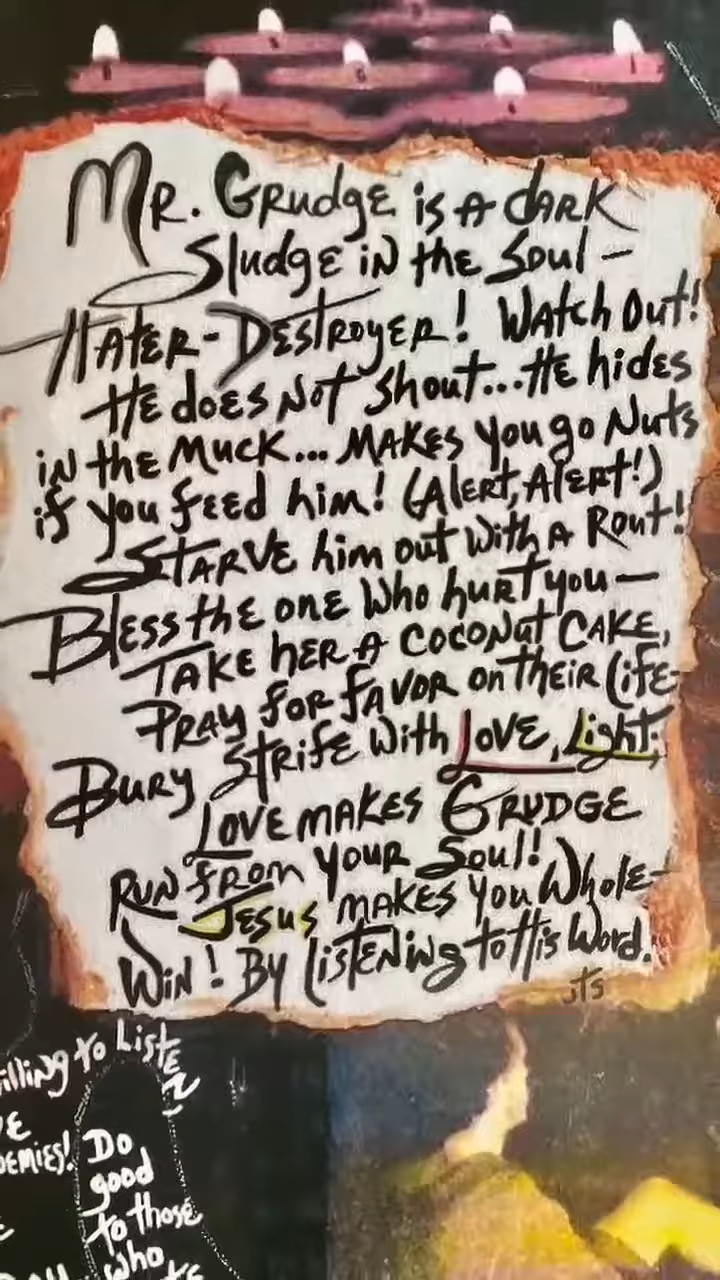 Mr. Grudge is a dark
Sludge in the Soul —
Hater-Destroyer! Watch Out!
He does Not Shout... He hides
in the Muck... Makes you go Nuts
if you feed him! (Alert, Alert!)
Starve him out with a Rout!
Bless the one who hurt you —
Take her a coconut cake,
Pray for favor on their life-
Bury Strife with Love, Light;
Love makes Grudge
Run from your Soul!
Jesus makes you Whole-
Win! By listening to His Word.
JTS
to Listen
Do
good
to those
who